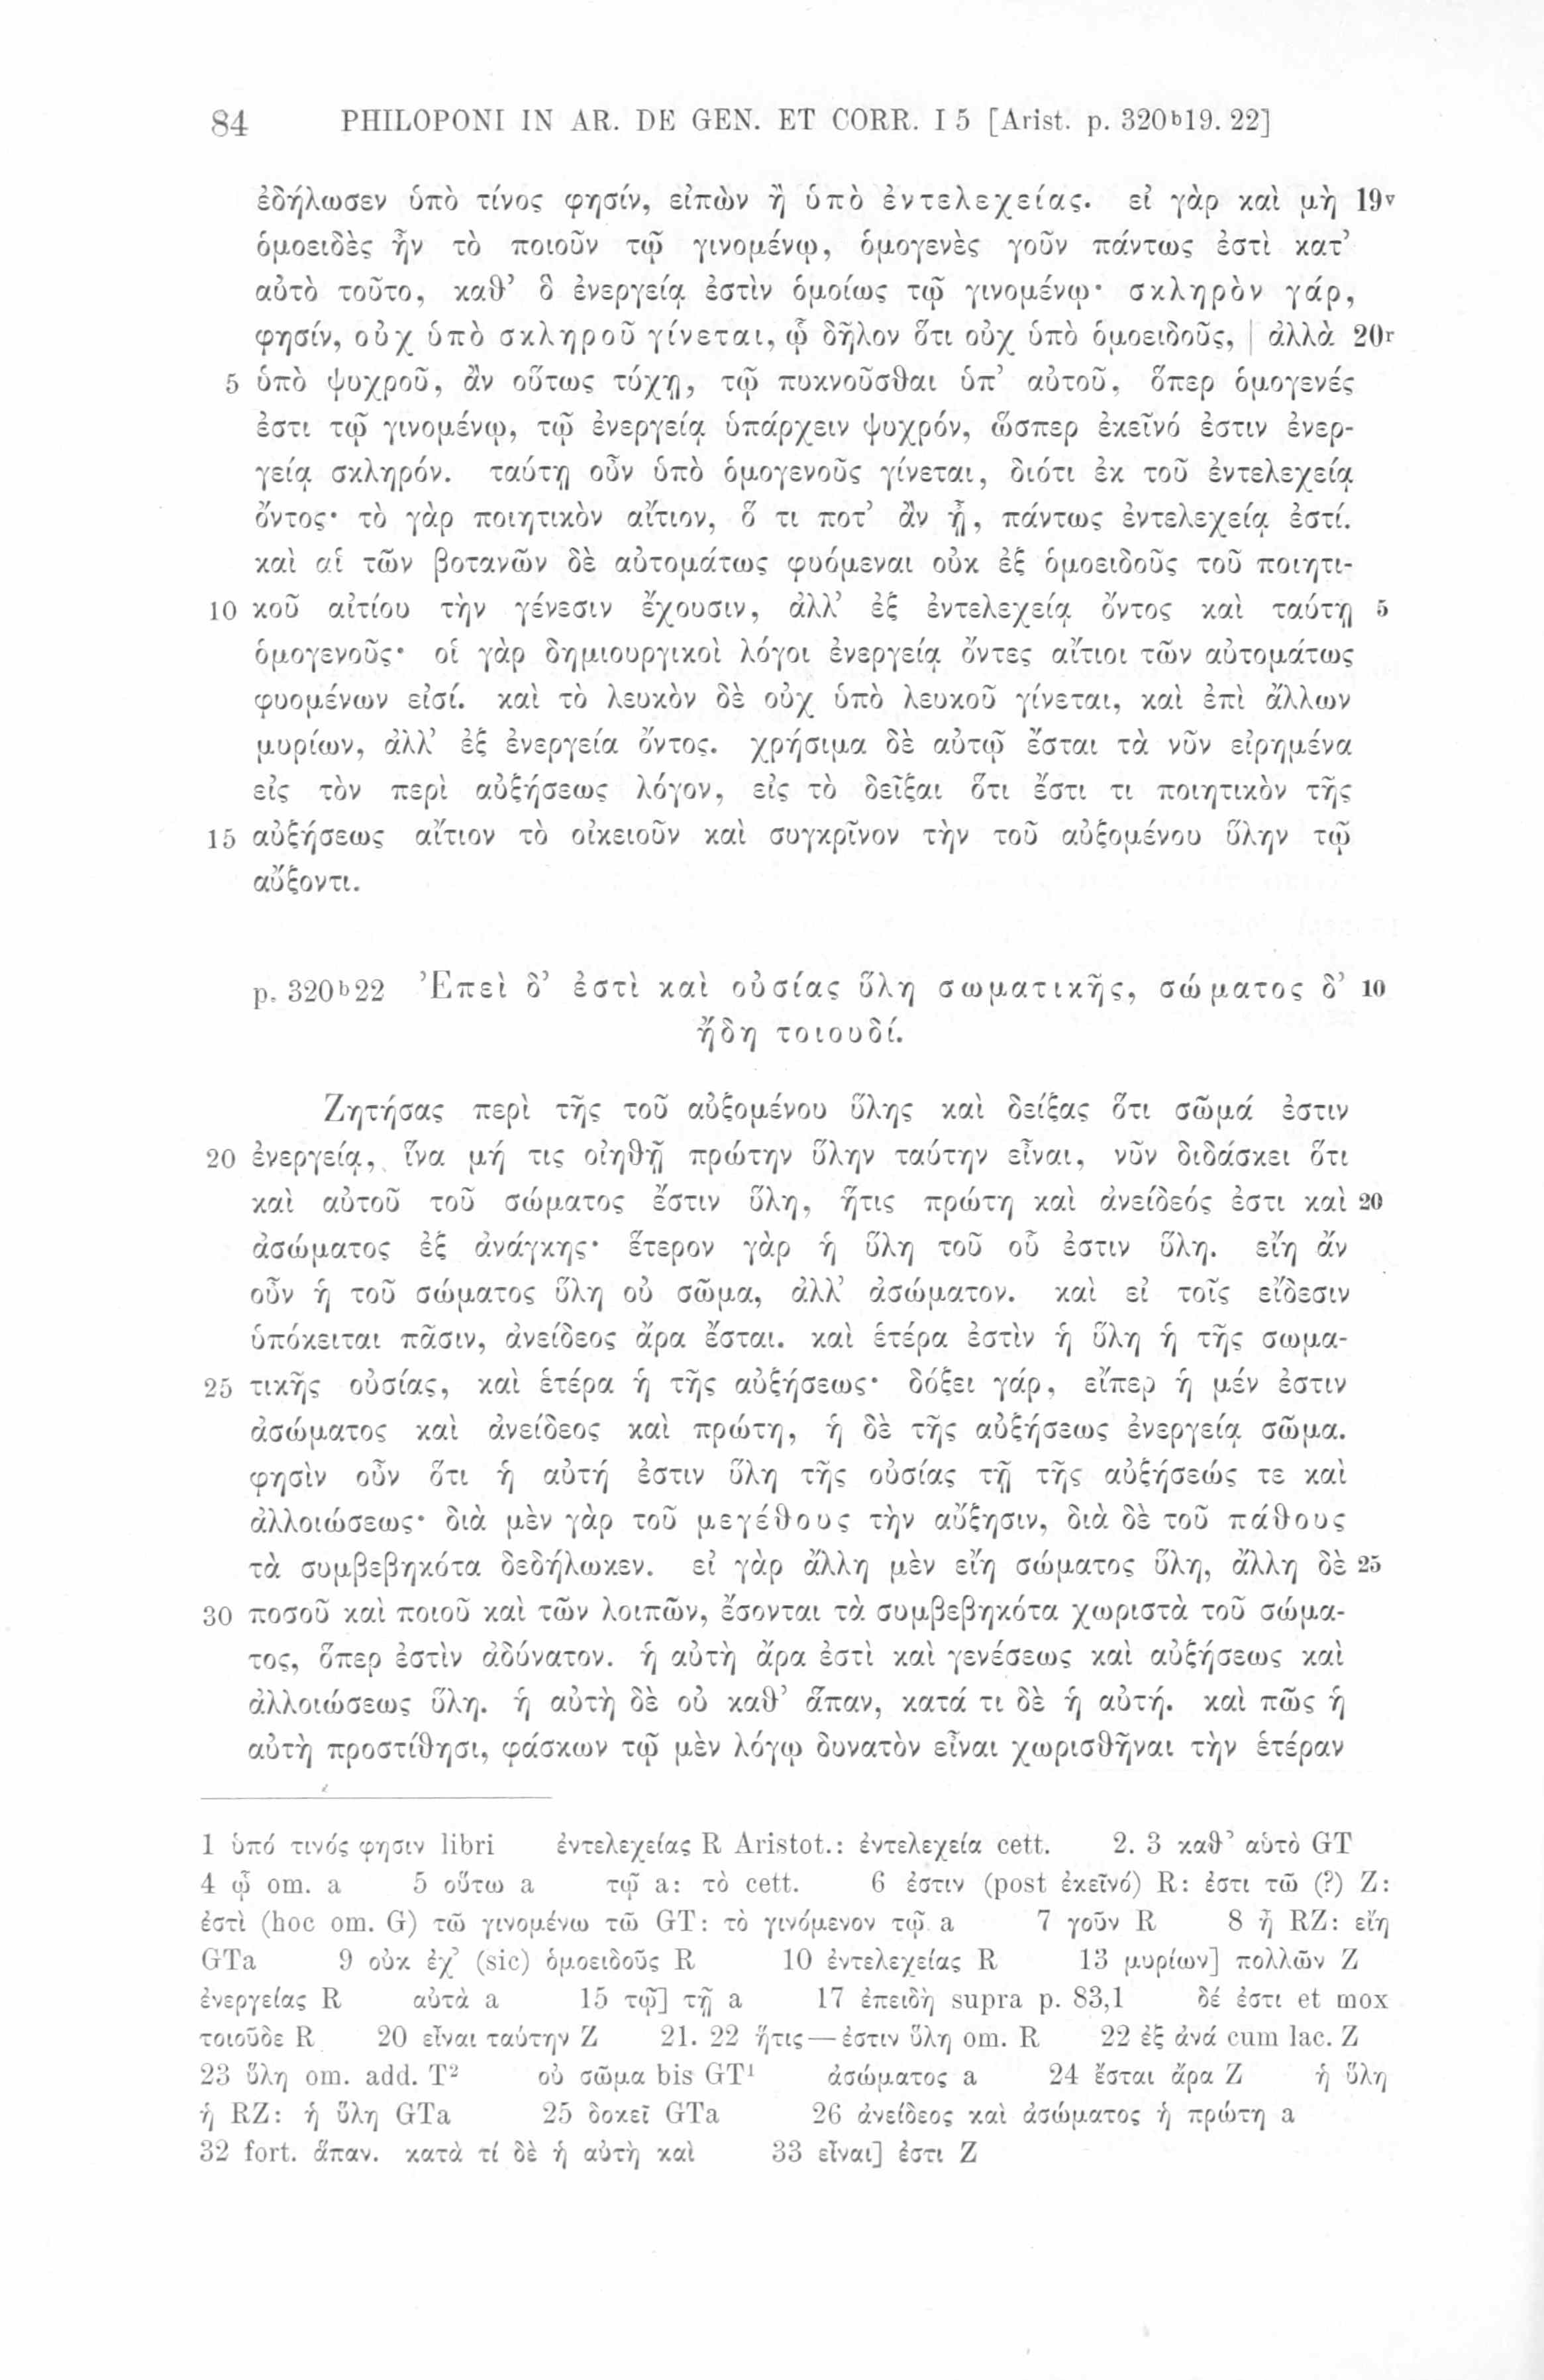 84 PHILOPONI IN AR. DE GEN. ET CORR. I 5 [Arist. p. 320ᵇ19. 22]
ἐδήλωσεν ὑπὸ τίνος φησίν, εἰπὼν ἢ ὑπὸ ἐντελεχείας. εἰ γὰρ καὶ μὴ 19ᵛ
ὁμοειδὲς ἦν τὸ ποιοῦν τῷ γινομένῳ, ὁμογενὲς γοῦν πάντως ἐστὶ κατ’
αὐτὸ τοῦτο, καθ’ ὃ ἐνεργείᾳ ἐστὶν ὁμοίως τῷ γινομένῳ· σκληρὸν γάρ,
φησίν, οὐχ ὑπὸ σκληροῦ γίνεται, ᾧ δῆλον ὅτι οὐχ ὑπὸ ὁμοειδοῦς, | ἀλλὰ 20ʳ
5 ὑπὸ ψυχροῦ, ἂν οὕτως τύχῃ, τῷ πυκνοῦσθαι ὑπ’ αὐτοῦ, ὅπερ ὁμογενές
ἐστι τῷ γινομένῳ, τῷ ἐνεργείᾳ ὑπάρχειν ψυχρόν, ὥσπερ ἐκεῖνό ἐστιν ἐνερ-
γείᾳ σκληρόν. ταύτῃ οὖν ὑπὸ ὁμογενοῦς γίνεται, διότι ἐκ τοῦ ἐντελεχείᾳ
ὄντος· τὸ γὰρ ποιητικὸν αἴτιον, ὅ τι ποτ’ ἂν ᾖ, πάντως ἐντελεχείᾳ ἐστί.
καὶ αἱ τῶν βοτανῶν δὲ αὐτομάτως φυόμεναι οὐκ ἐξ ὁμοειδοῦς τοῦ ποιητι-
10 κοῦ αἰτίου τὴν γένεσιν ἔχουσιν, ἀλλ’ ἐξ ἐντελεχείᾳ ὄντος καὶ ταύτῃ 5
ὁμογενοῦς· οἱ γὰρ δημιουργικοὶ λόγοι ἐνεργείᾳ ὄντες αἴτιοι τῶν αὐτομάτως
φυομένων εἰσί. καὶ τὸ λευκὸν δὲ οὐχ ὑπὸ λευκοῦ γίνεται, καὶ ἐπὶ ἄλλων
μυρίων, ἀλλ’ ἐξ ἐνεργείᾳ ὄντος. χρήσιμα δὲ αὐτῷ ἔσται τὰ νῦν εἰρημένα
εἰς τὸν περὶ αὐξήσεως λόγον, εἰς τὸ δεῖξαι ὅτι ἔστι τι ποιητικὸν τῆς
15 αὐξήσεως αἴτιον τὸ οἰκειοῦν καὶ συγκρῖνον τὴν τοῦ αὐξομένου ὕλην τῷ
αὔξοντι.
p. 320ᵇ22 Ἐπεὶ δ’ ἐστὶ καὶ οὐσίας ὕλη σωματικῆς, σώματος δ’ 10
ἤδη τοιουδί.
Ζητήσας περὶ τῆς τοῦ αὐξομένου ὕλης καὶ δείξας ὅτι σῶμά ἐστιν
20 ἐνεργείᾳ, ἵνα μή τις οἰηθῇ πρώτην ὕλην ταύτην εἶναι, νῦν διδάσκει ὅτι
καὶ αὐτοῦ τοῦ σώματος ἔστιν ὕλη, ἥτις πρώτη καὶ ἀνείδεός ἐστι καὶ 20
ἀσώματος ἐξ ἀνάγκης· ἕτερον γὰρ ἡ ὕλη τοῦ οὗ ἐστιν ὕλη. εἴη ἂν
οὖν ἡ τοῦ σώματος ὕλη οὐ σῶμα, ἀλλ’ ἀσώματον. καὶ εἰ τοῖς εἴδεσιν
ὑπόκειται πᾶσιν, ἀνείδεος ἄρα ἔσται. καὶ ἑτέρα ἐστὶν ἡ ὕλη ἡ τῆς σωμα-
25 τικῆς οὐσίας, καὶ ἑτέρα ἡ τῆς αὐξήσεως· δόξει γάρ, εἴπερ ἡ μέν ἐστιν
ἀσώματος καὶ ἀνείδεος καὶ πρώτη, ἡ δὲ τῆς αὐξήσεως ἐνεργείᾳ σῶμα.
φησὶν οὖν ὅτι ἡ αὐτή ἐστιν ὕλη τῆς οὐσίας τῇ τῆς αὐξήσεώς τε καὶ
ἀλλοιώσεως· διὰ μὲν γὰρ τοῦ μεγέθους τὴν αὔξησιν, διὰ δὲ τοῦ πάθους
τὰ συμβεβηκότα δεδήλωκεν. εἰ γὰρ ἄλλη μὲν εἴη σώματος ὕλη, ἄλλη δὲ 25
30 ποσοῦ καὶ ποιοῦ καὶ τῶν λοιπῶν, ἔσονται τὰ συμβεβηκότα χωριστὰ τοῦ σώμα-
τος, ὅπερ ἐστὶν ἀδύνατον. ἡ αὐτὴ ἄρα ἐστὶ καὶ γενέσεως καὶ αὐξήσεως καὶ
ἀλλοιώσεως ὕλη. ἡ αὐτὴ δὲ οὐ καθ’ ἅπαν, κατά τι δὲ ἡ αὐτή. καὶ πῶς ἡ
αὐτὴ προστίθησι, φάσκων τῷ μὲν λόγῳ δυνατὸν εἶναι χωρισθῆναι τὴν ἑτέραν
1 ὑπό τινός φησιν libri ἐντελεχείας R Aristot.: ἐντελεχεία cett. 2. 3 καθ’ αὑτὸ GT
4 ᾧ om. a 5 οὕτω a τῷ a: τὸ cett. 6 ἐστιν (post ἐκεῖνό) R: ἐστι τῶ (?) Z:
ἐστὶ (hoc om. G) τῶ γινομένω τῶ GT: τὸ γινόμενον τῷ a 7 γοῦν R 8 ᾖ RZ: εἴη
GTa 9 οὐκ ἐχ’ (sic) ὁμοειδοῦς R 10 ἐντελεχείας R 13 μυρίων] πολλῶν Z
ἐνεργείας R αὐτὰ a 15 τῷ] τῇ a 17 ἐπειδὴ supra p. 83,1 δέ ἐστι et mox
τοιοῦδε R 20 εἶναι ταύτην Z 21. 22 ἥτις—ἐστιν ὕλη om. R 22 ἐξ ἀνά cum lac. Z
23 ὕλη om. add. T² οὐ σῶμα bis GT¹ ἀσώματος a 24 ἔσται ἄρα Z ἡ ὕλη
ἡ RZ: ἡ ὕλη GTa 25 δοκεῖ GTa 26 ἀνείδεος καὶ ἀσώματος ἡ πρώτη a
32 fort. ἅπαν. κατὰ τί δὲ ἡ αὐτὴ καὶ 33 εἶναι] ἐστι Z